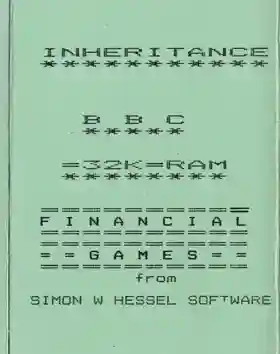 INHERITANCE
***********
B B C
*****
=32K=RAM
********
===========
FINANCIAL
===========
===========
= = GAMES = =
===========
from
SIMON W HESSEL SOFTWARE